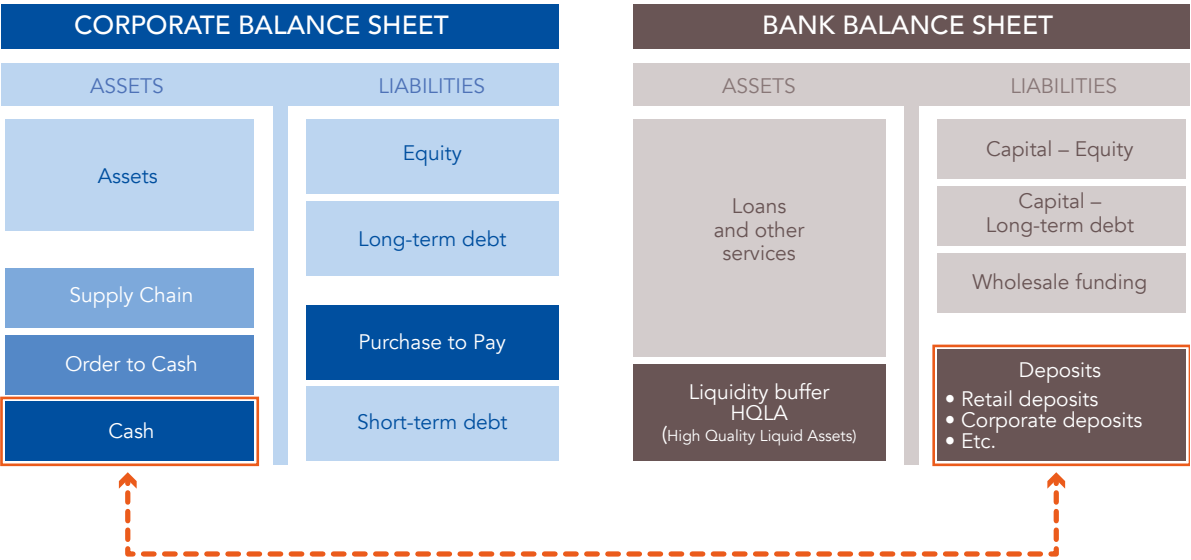 CORPORATE BALANCE SHEET
ASSETS
LIABILITIES
Assets
Supply Chain
Order to Cash
Cash
Equity
Long-term debt
Purchase to Pay
Short-term debt
BANK BALANCE SHEET
ASSETS
LIABILITIES
Loans
and other
services
Liquidity buffer
HQLA
(High Quality Liquid Assets)
Capital – Equity
Capital –
Long-term debt
Wholesale funding
Deposits
• Retail deposits
• Corporate deposits
• Etc.